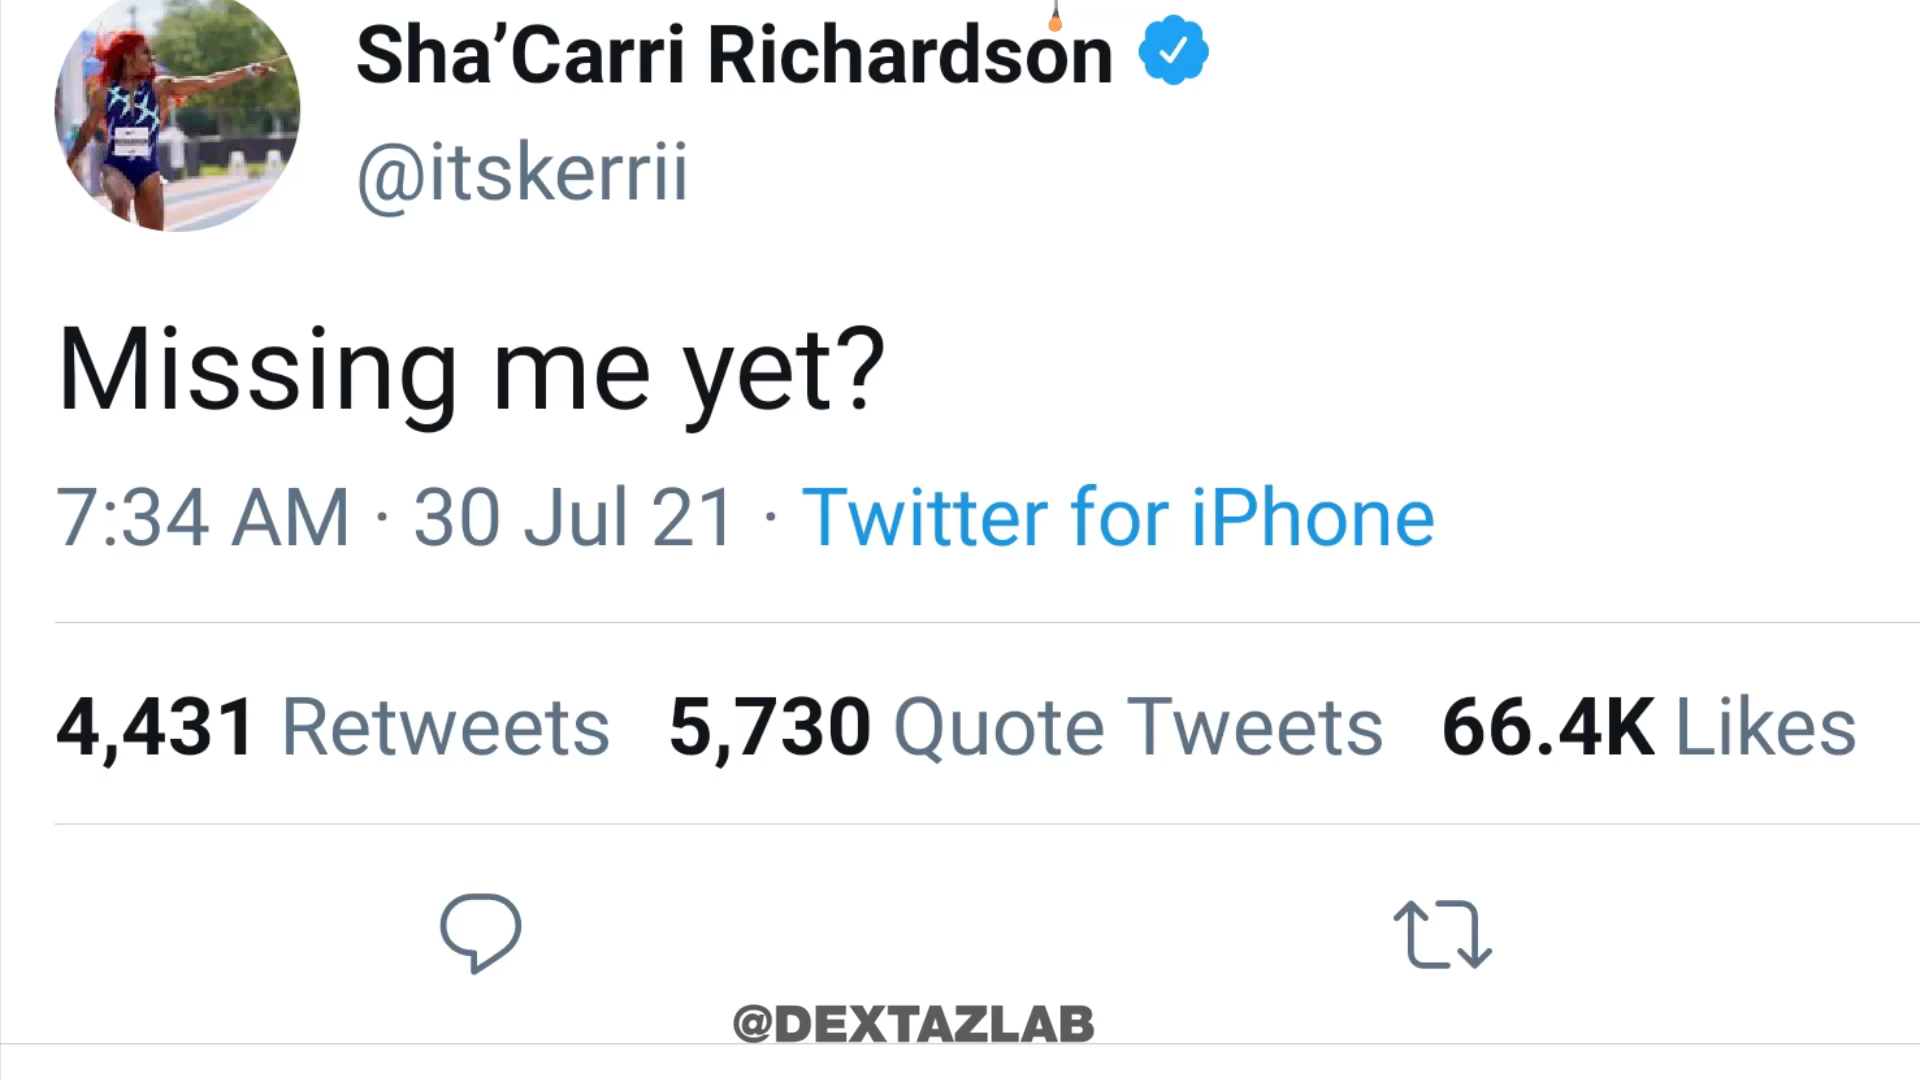 Sha’Carri Richardson
@itskerrii
Missing me yet?
7:34 AM · 30 Jul 21 · Twitter for iPhone
4,431 Retweets 5,730 Quote Tweets 66.4K Likes
@DEXTAZLAB